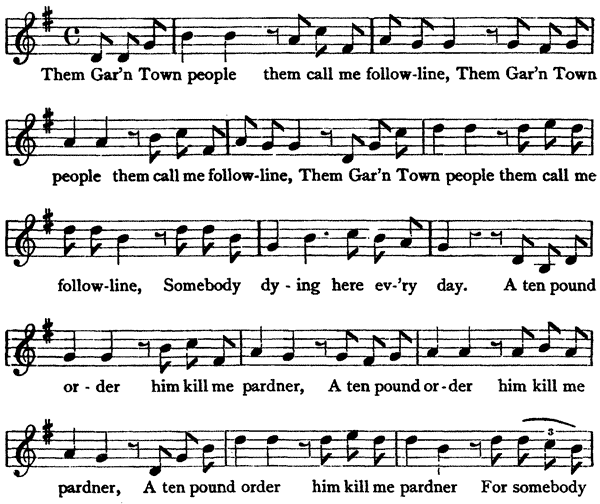 Them Gar'n Town people them call me follow-line, Them Gar'n Town
people them call me follow-line, Them Gar'n Town people them call me
follow-line, Somebody dy - ing here ev-'ry day. A ten pound
or - der him kill me pardner, A ten pound or - der him kill me
pardner, A ten pound order him kill me pardner For somebody